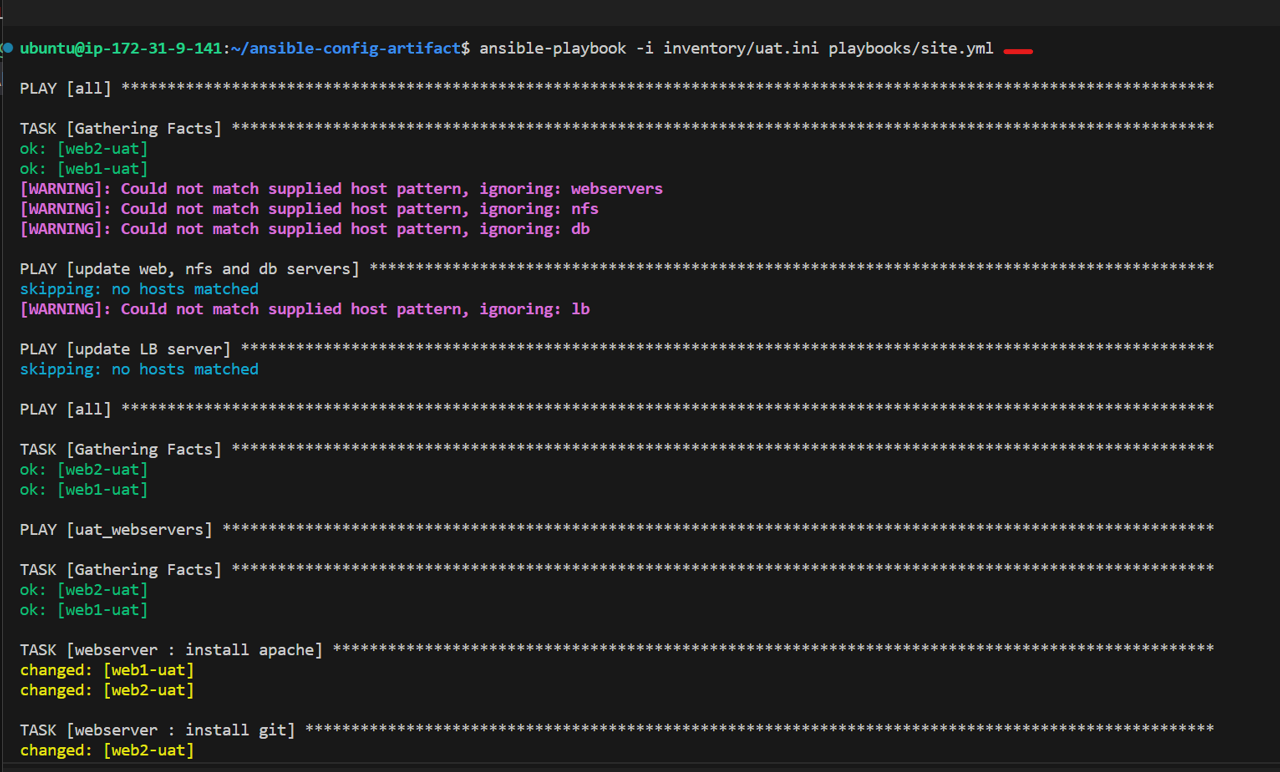 ubuntu@ip-172-31-9-141:~/ansible-config-artifact$ ansible-playbook -i inventory/uat.ini playbooks/site.yml
PLAY [all] ***********************************************************************************************************************
TASK [Gathering Facts] ***********************************************************************************************************
ok: [web2-uat]
ok: [web1-uat]
[WARNING]: Could not match supplied host pattern, ignoring: webservers
[WARNING]: Could not match supplied host pattern, ignoring: nfs
[WARNING]: Could not match supplied host pattern, ignoring: db
PLAY [update web, nfs and db servers] ********************************************************************************************
skipping: no hosts matched
[WARNING]: Could not match supplied host pattern, ignoring: lb
PLAY [update LB server] **********************************************************************************************************
skipping: no hosts matched
PLAY [all] ***********************************************************************************************************************
TASK [Gathering Facts] ***********************************************************************************************************
ok: [web2-uat]
ok: [web1-uat]
PLAY [uat_webservers] ************************************************************************************************************
TASK [Gathering Facts] ***********************************************************************************************************
ok: [web2-uat]
ok: [web1-uat]
TASK [webserver : install apache] ************************************************************************************************
changed: [web1-uat]
changed: [web2-uat]
TASK [webserver : install git] ***************************************************************************************************
changed: [web2-uat]